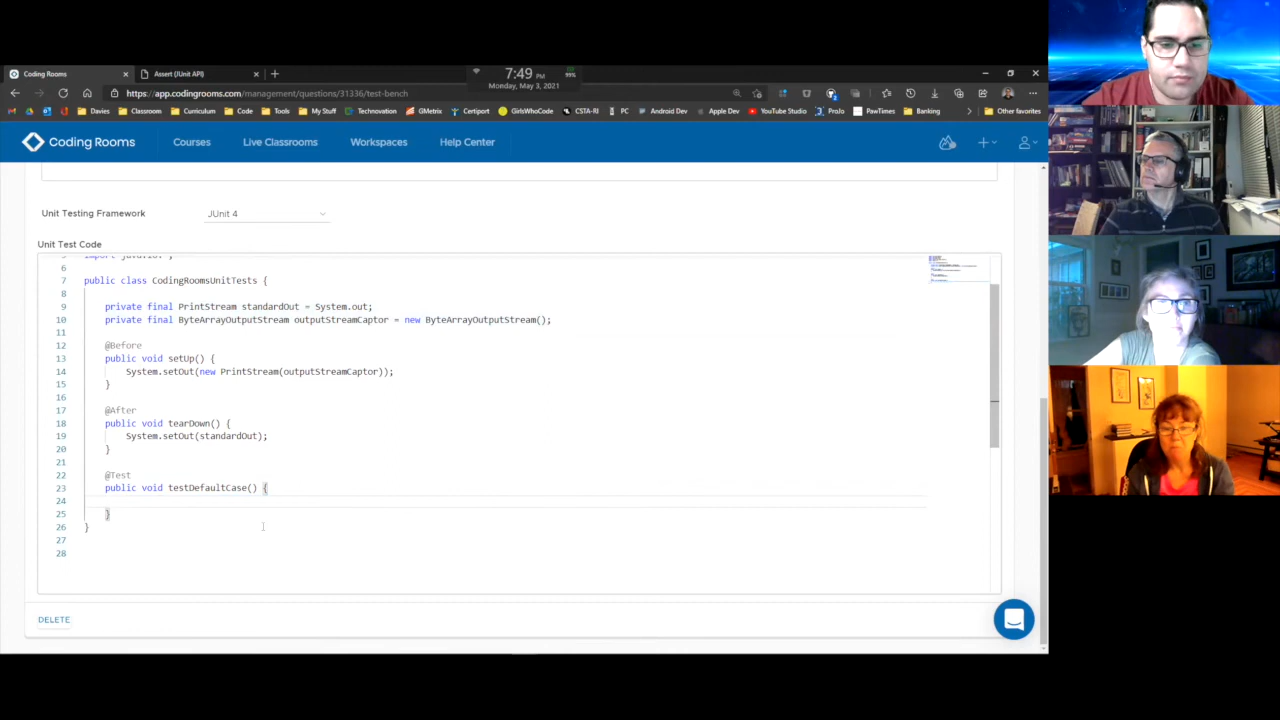 Coding Rooms
Assert (JUnit API)
7:49 PM
99%
Monday, May 3, 2021
https://app.codingrooms.com/management/questions/31336/test-bench
Davies
Classroom
Curriculum
Code
Tools
My Stuff
Technovation
GMetrix
Certiport
GirlsWhoCode
CSTA-RI
PC
Android Dev
Apple Dev
YouTube Studio
ProJo
PawTimes
Banking
Other favorites
Coding Rooms
Courses
Live Classrooms
Workspaces
Help Center
Unit Testing Framework
JUnit 4
Unit Test Code
5
6
7 public class CodingRoomsUnitTests {
8
9 private final PrintStream standardOut = System.out;
10 private final ByteArrayOutputStream outputStreamCaptor = new ByteArrayOutputStream();
11
12 @Before
13 public void setUp() {
14 System.setOut(new PrintStream(outputStreamCaptor));
15 }
16
17 @After
18 public void tearDown() {
19 System.setOut(standardOut);
20 }
21
22 @Test
23 public void testDefaultCase() {
24
25 }
26 }
27
28
DELETE